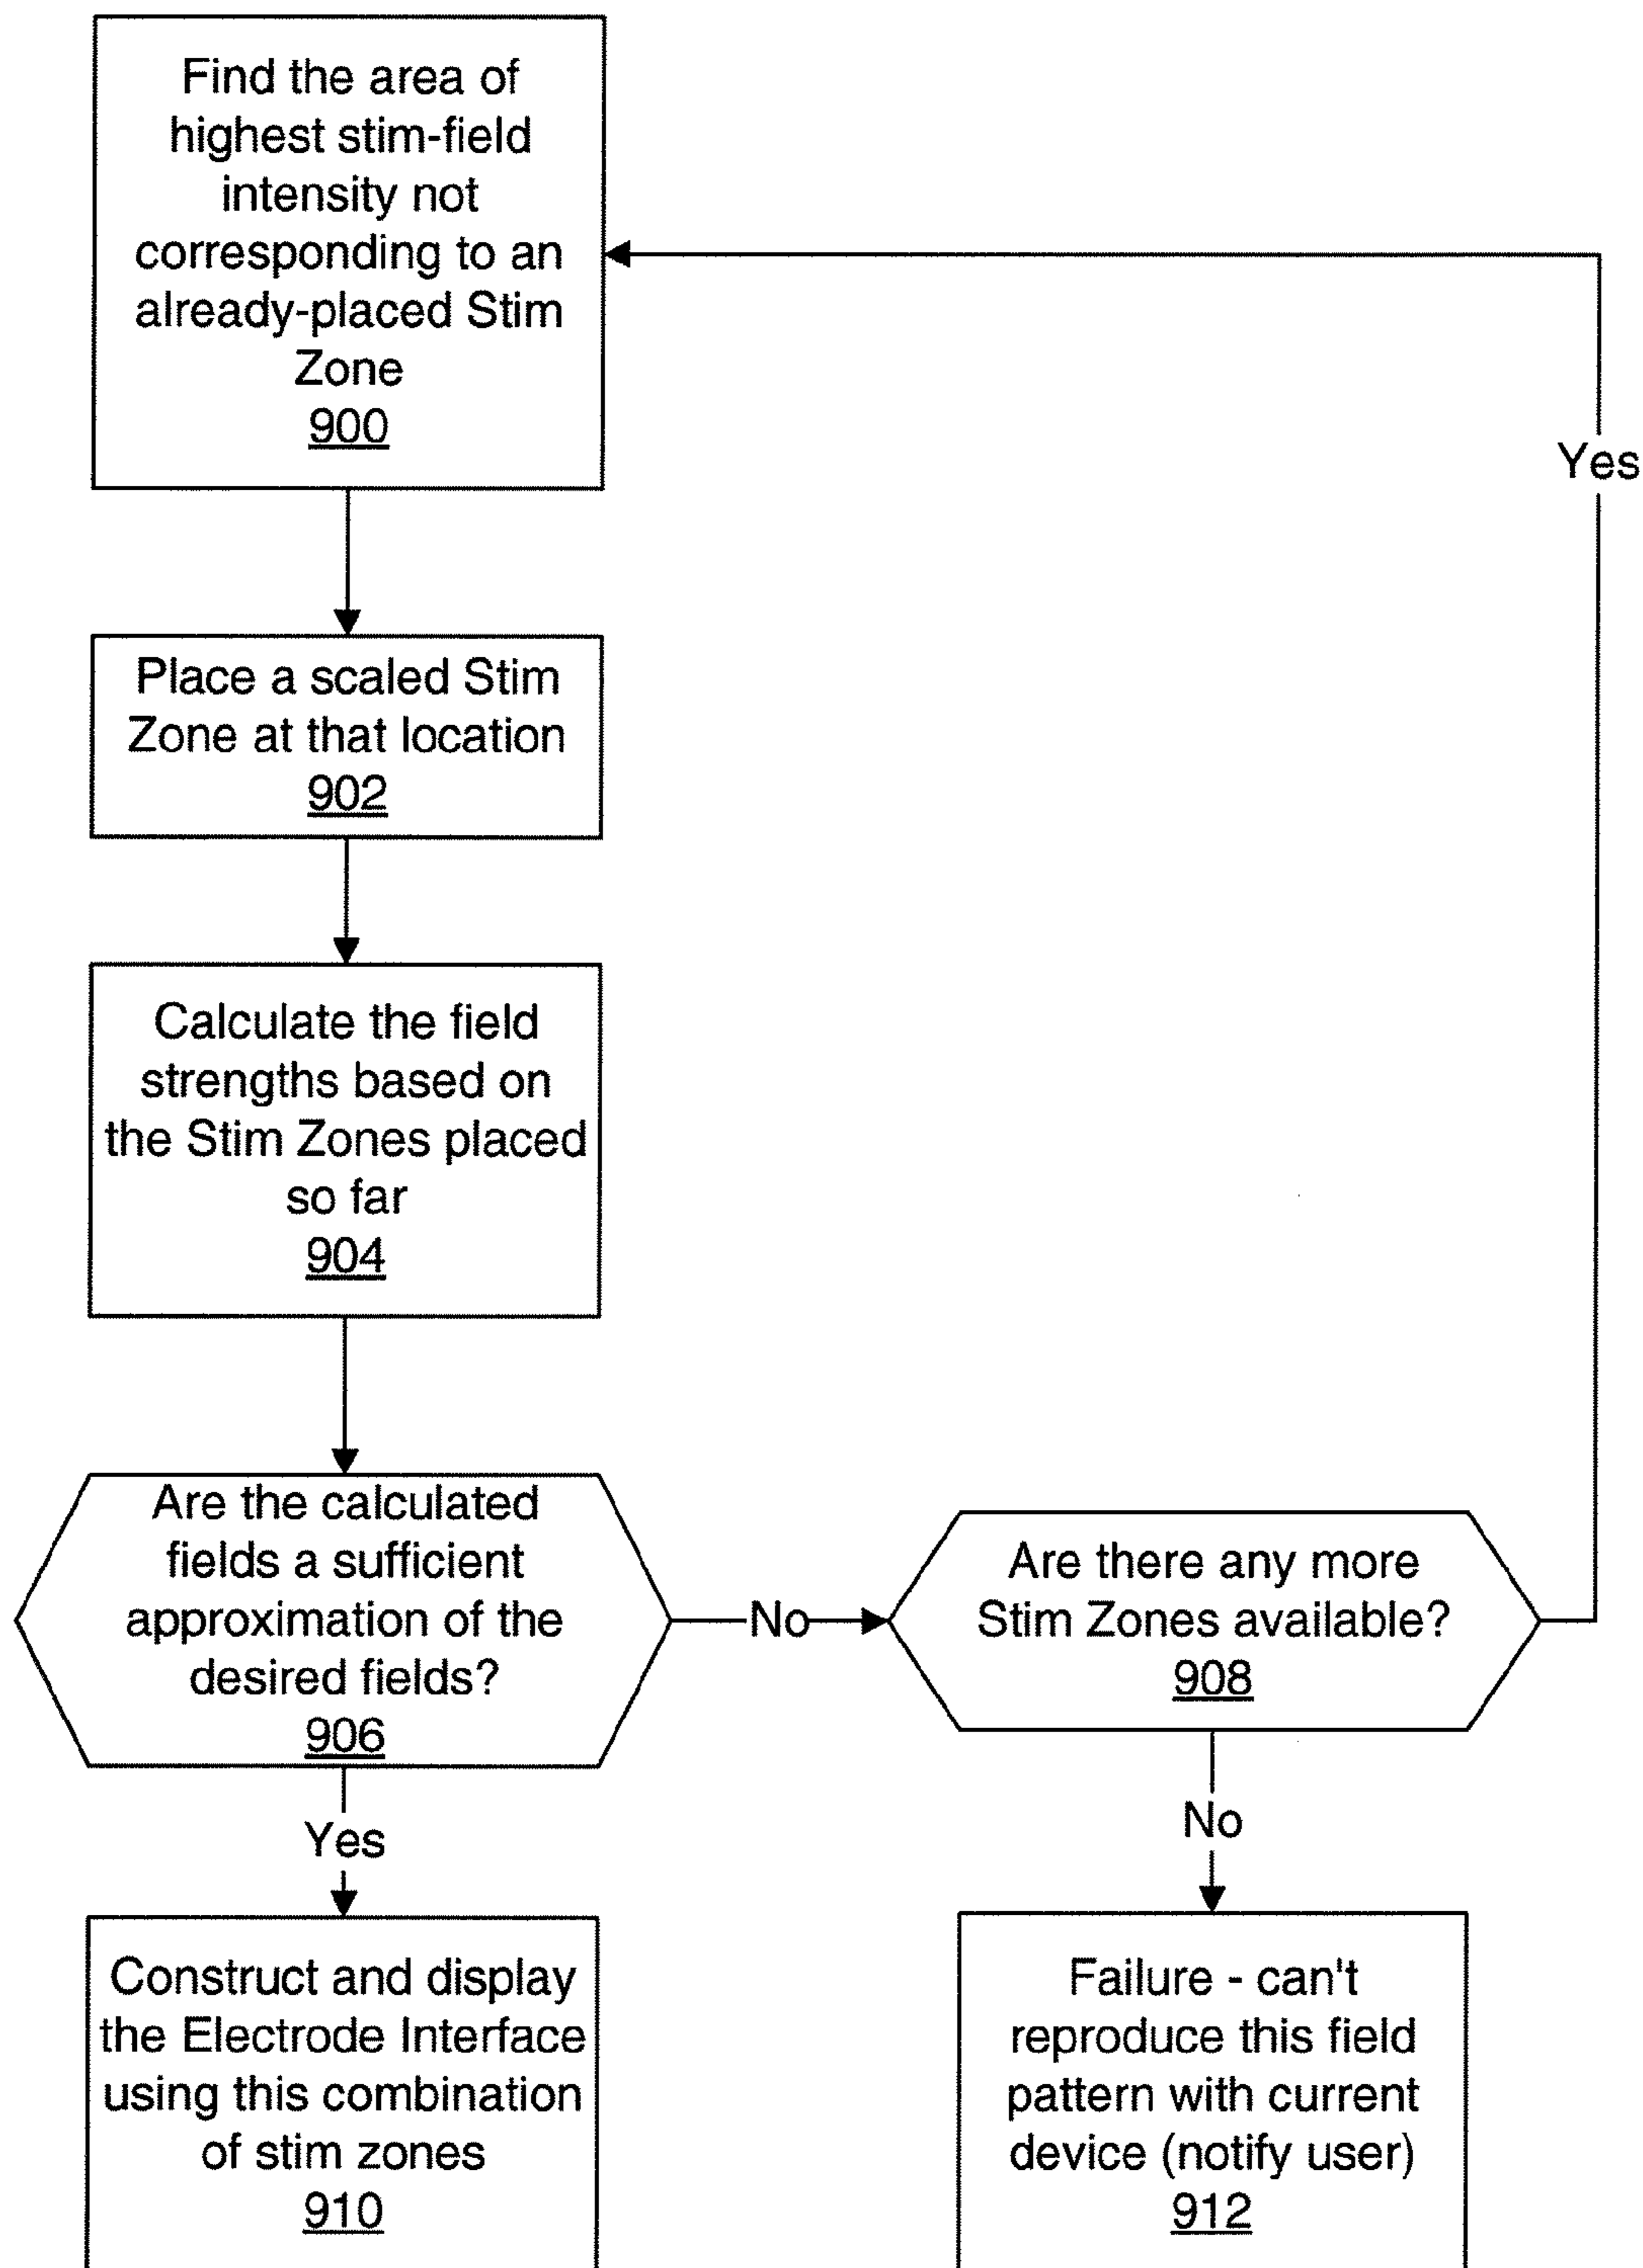 Find the area of
highest stim-field
intensity not
corresponding to an
already-placed Stim
Zone
900
Yes
Place a scaled Stim
Zone at that location
902
Calculate the field
strengths based on
the Stim Zones placed
so far
904
Are the calculated
fields a sufficient
approximation of the
desired fields?
906
No
Are there any more
Stim Zones available?
908
Yes
No
Construct and display
the Electrode Interface
using this combination
of stim zones
910
Failure - can't
reproduce this field
pattern with current
device (notify user)
912